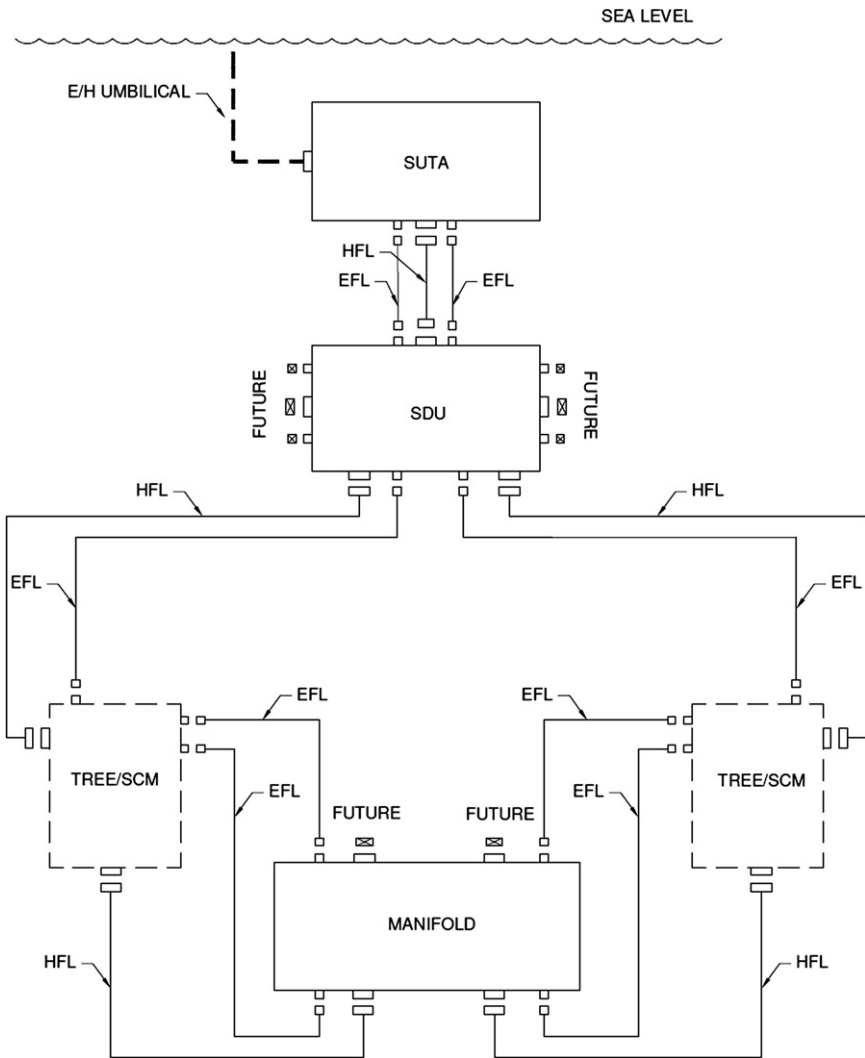 SEA LEVEL
E/H UMBILICAL
SUTA
HFL
EFL
EFL
FUTURE
SDU
FUTURE
HFL
HFL
EFL
EFL
EFL
EFL
TREE/SCM
TREE/SCM
EFL
EFL
FUTURE
FUTURE
MANIFOLD
HFL
HFL